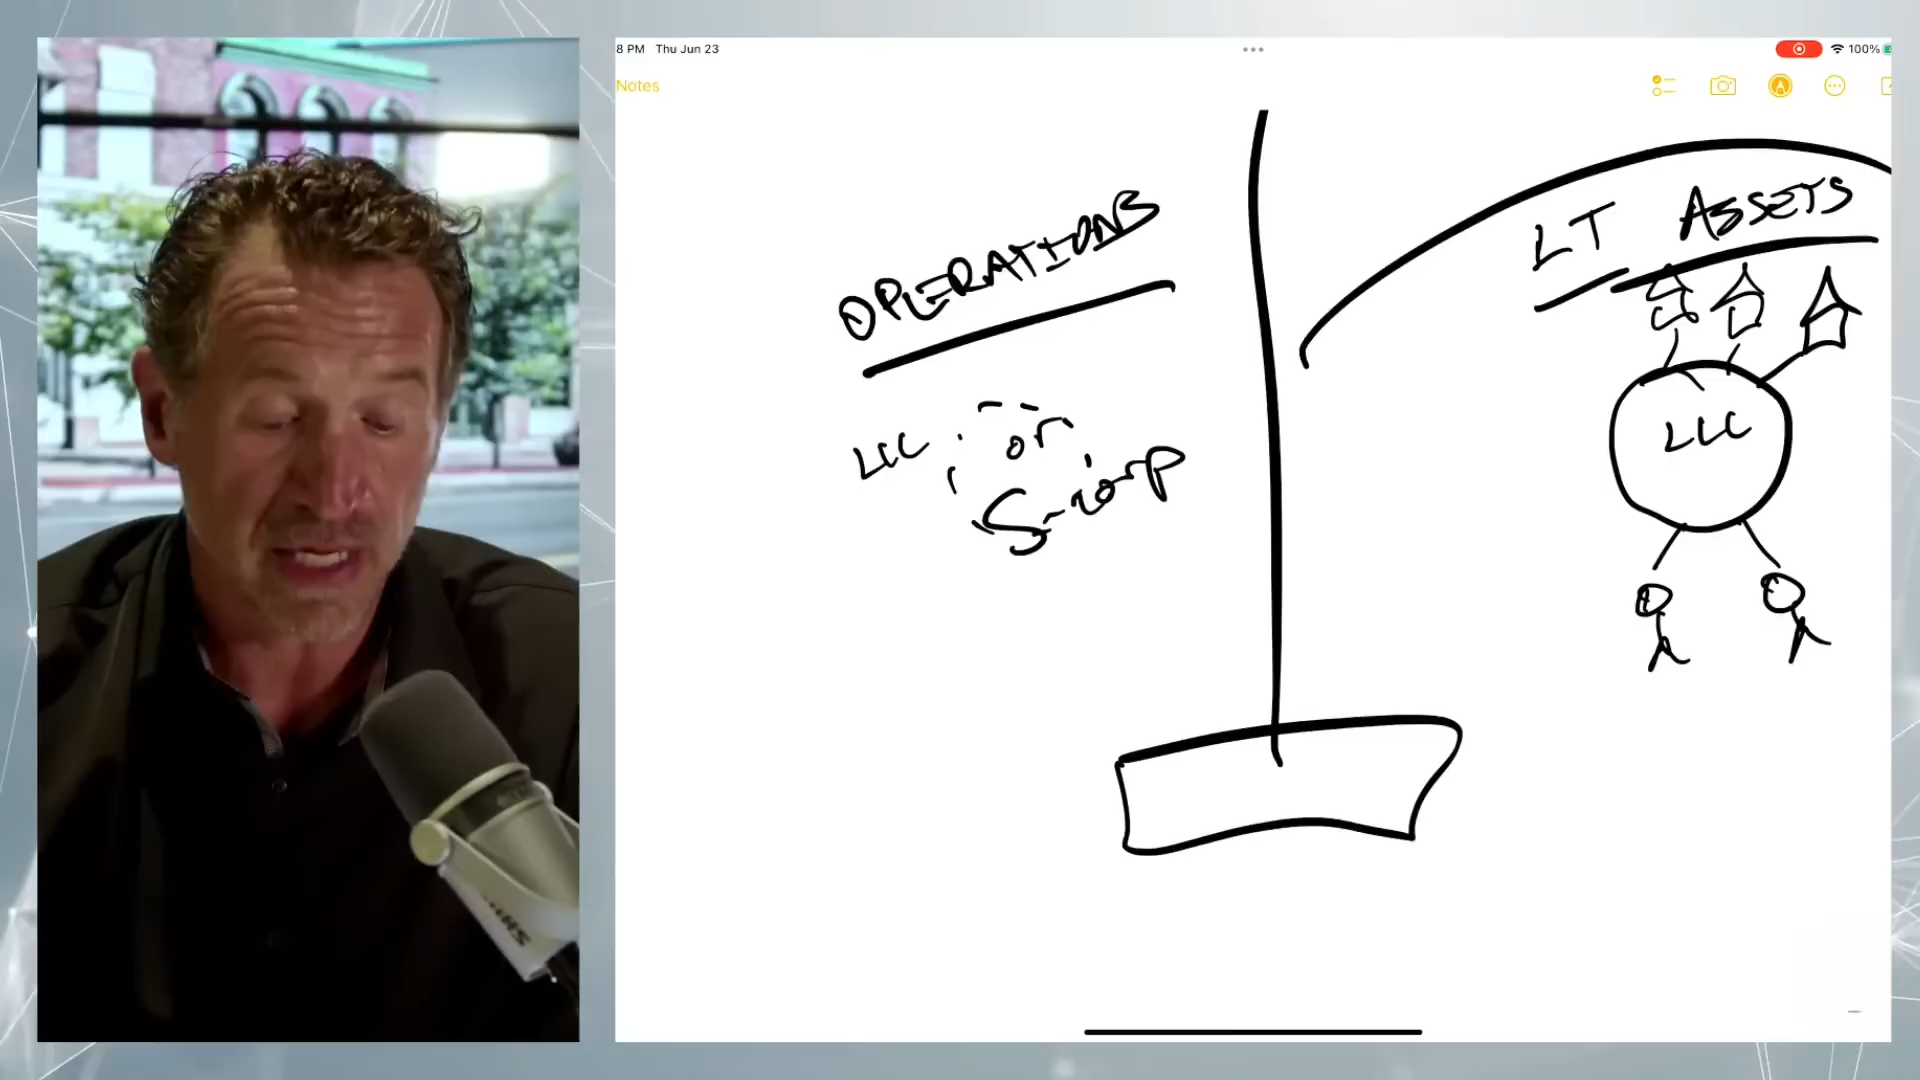 8 PM Thu Jun 23
100%
Notes
OPERATIONS
LLC or
S-corp
LT ASSETS
LLC